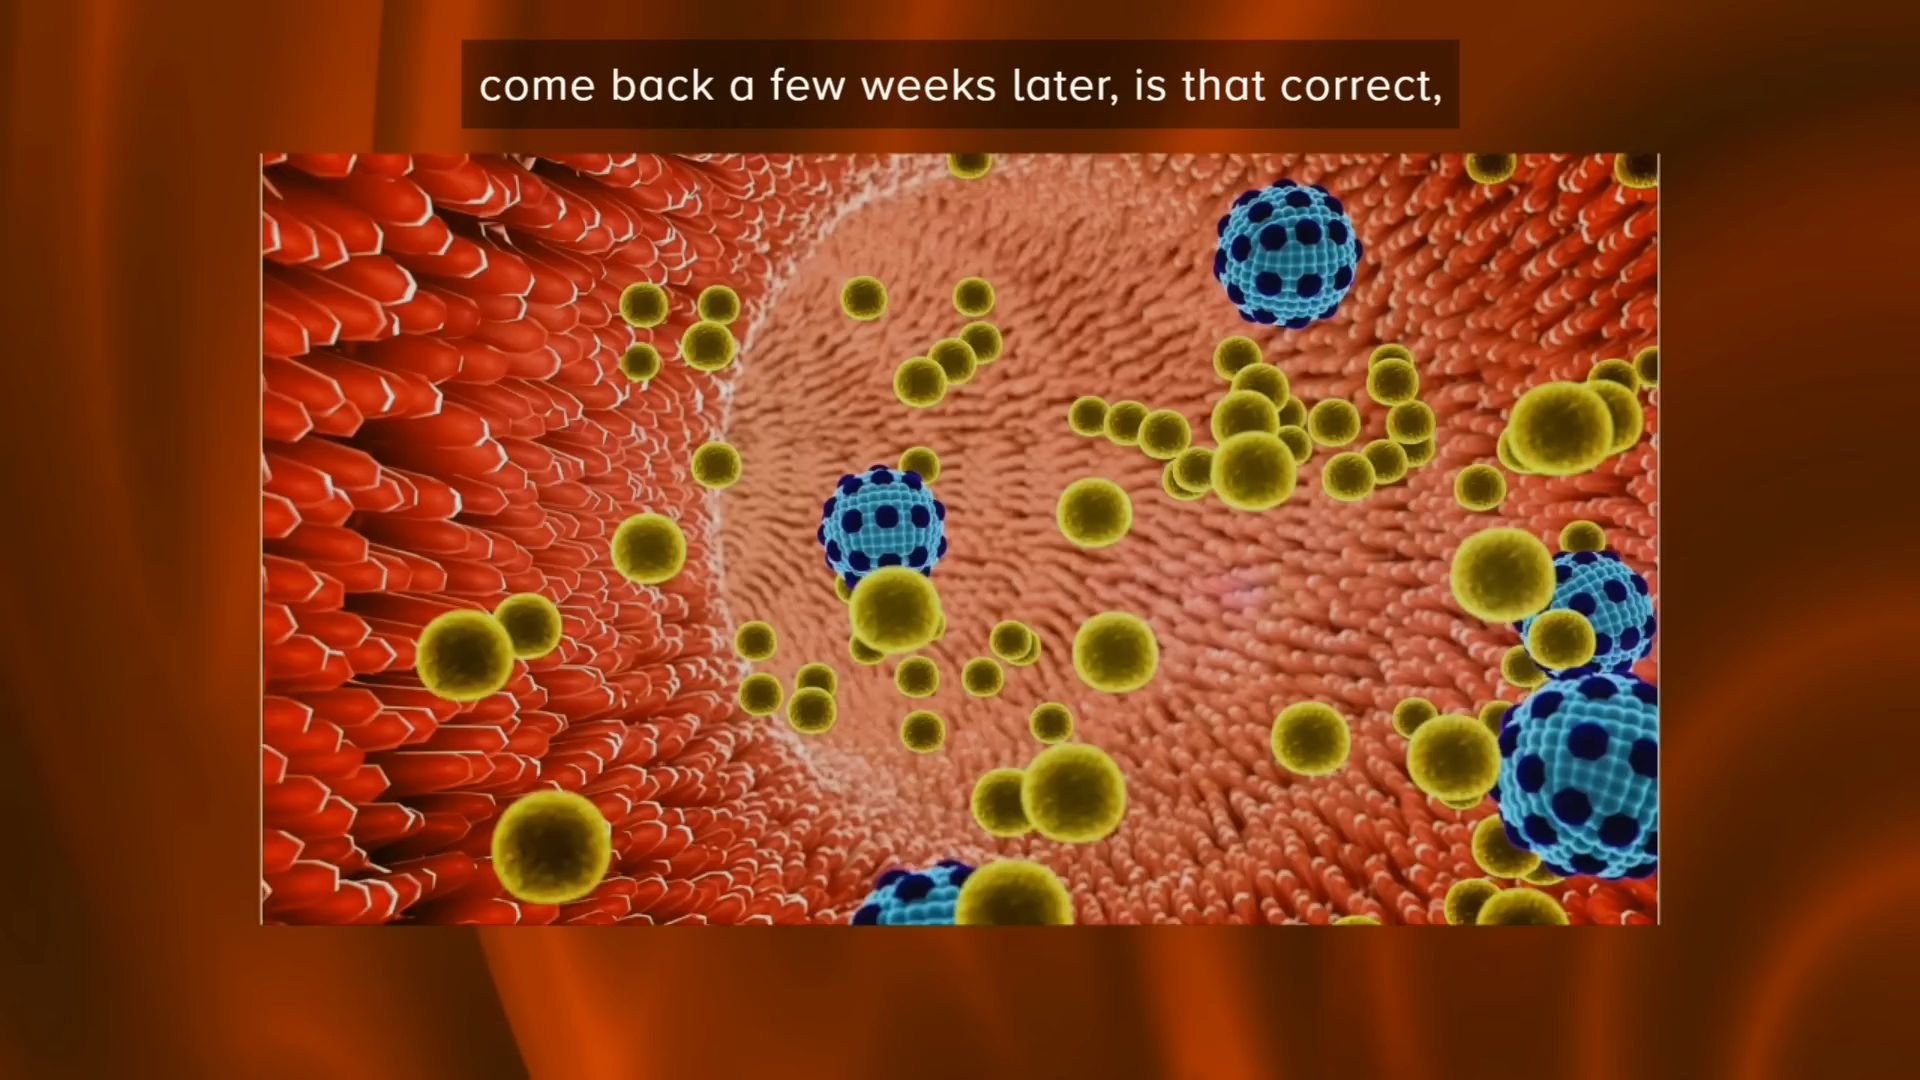 come back a few weeks later, is that correct,